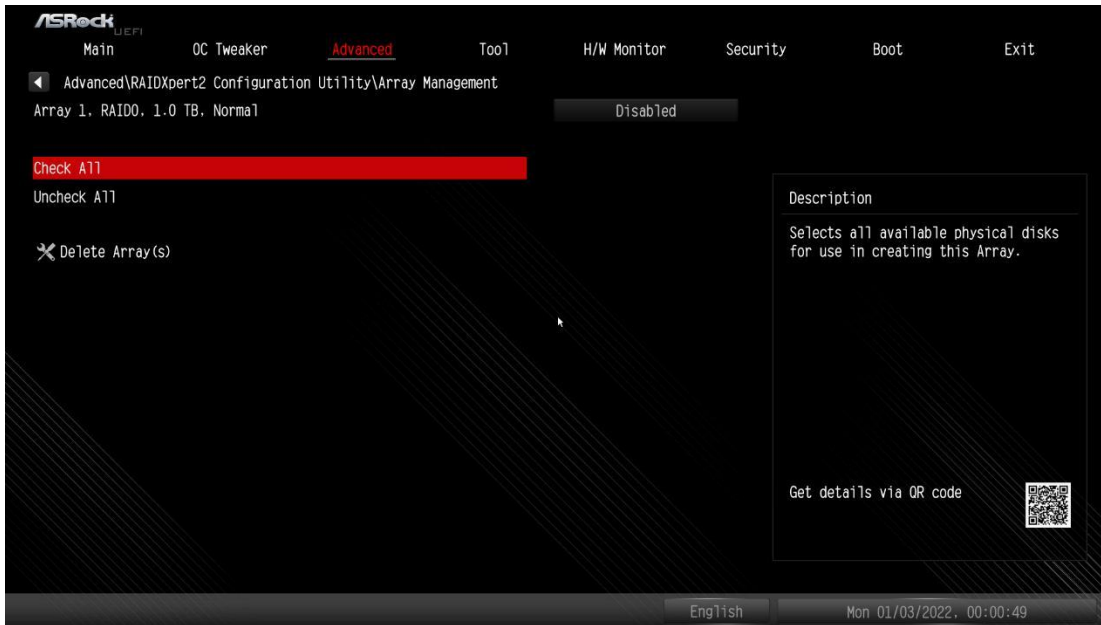 ASRock UEFI
Main OC Tweaker Advanced Tool H/W Monitor Security Boot Exit
Advanced\RAIDXpert2 Configuration Utility\Array Management
Array 1, RAID0, 1.0 TB, Normal Disabled
Check All
Uncheck All
Delete Array(s)
Description
Selects all available physical disks
for use in creating this Array.
Get details via QR code
English Mon 01/03/2022, 00:00:49